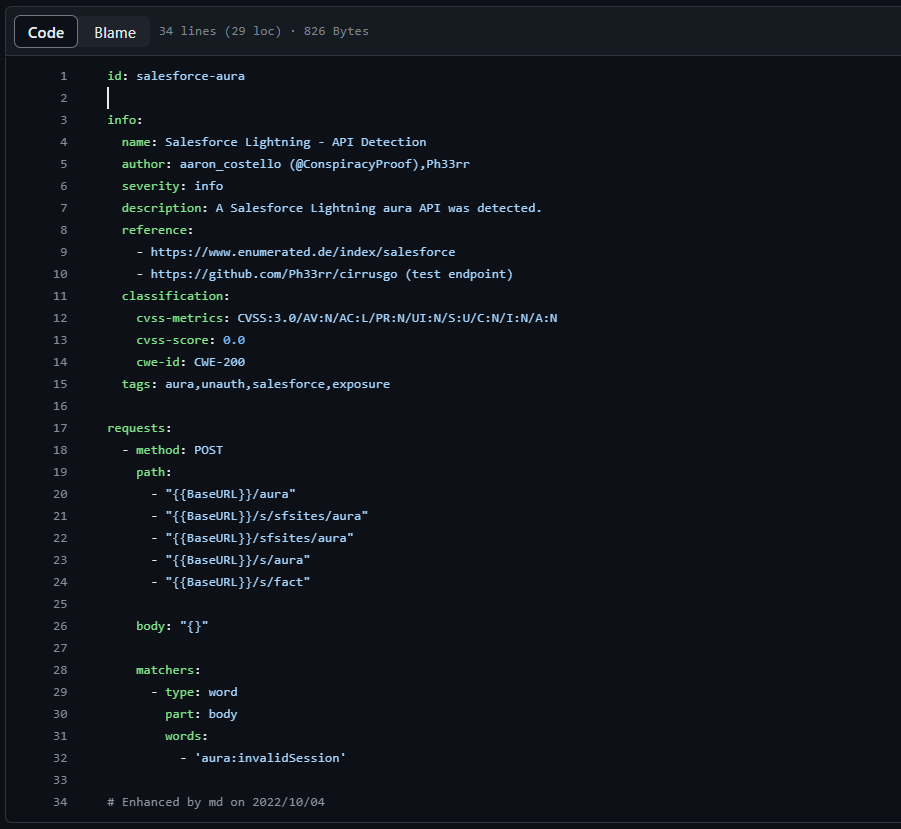 Code Blame 34 lines (29 loc) · 826 Bytes
1 id: salesforce-aura
2
3 info:
4   name: Salesforce Lightning - API Detection
5   author: aaron_costello (@ConspiracyProof),Ph33rr
6   severity: info
7   description: A Salesforce Lightning aura API was detected.
8   reference:
9     - https://www.enumerated.de/index/salesforce
10     - https://github.com/Ph33rr/cirrusgo (test endpoint)
11   classification:
12     cvss-metrics: CVSS:3.0/AV:N/AC:L/PR:N/UI:N/S:U/C:N/I:N/A:N
13     cvss-score: 0.0
14     cwe-id: CWE-200
15   tags: aura,unauth,salesforce,exposure
16
17 requests:
18   - method: POST
19     path:
20       - "{{BaseURL}}/aura"
21       - "{{BaseURL}}/s/sfsites/aura"
22       - "{{BaseURL}}/sfsites/aura"
23       - "{{BaseURL}}/s/aura"
24       - "{{BaseURL}}/s/fact"
25
26     body: "{}"
27
28     matchers:
29       - type: word
30         part: body
31         words:
32           - 'aura:invalidSession'
33
34 # Enhanced by md on 2022/10/04